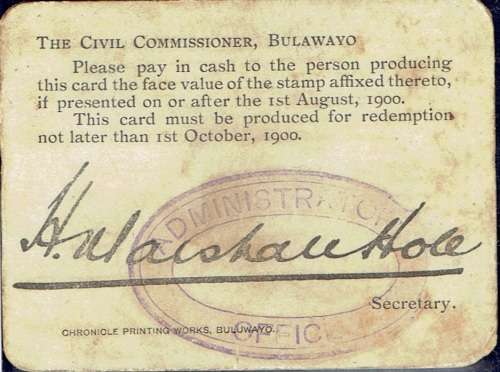 THE CIVIL COMMISSIONER, BULAWAYO
Please pay in cash to the person producing
this card the face value of the stamp affixed thereto,
if presented on or after the 1st August, 1900.
This card must be produced for redemption
not later than 1st October, 1900.
ADMINISTRATOR'S
H. Marshall Hole
Secretary.
OFFICE
CHRONICLE PRINTING WORKS, BULUWAYO.